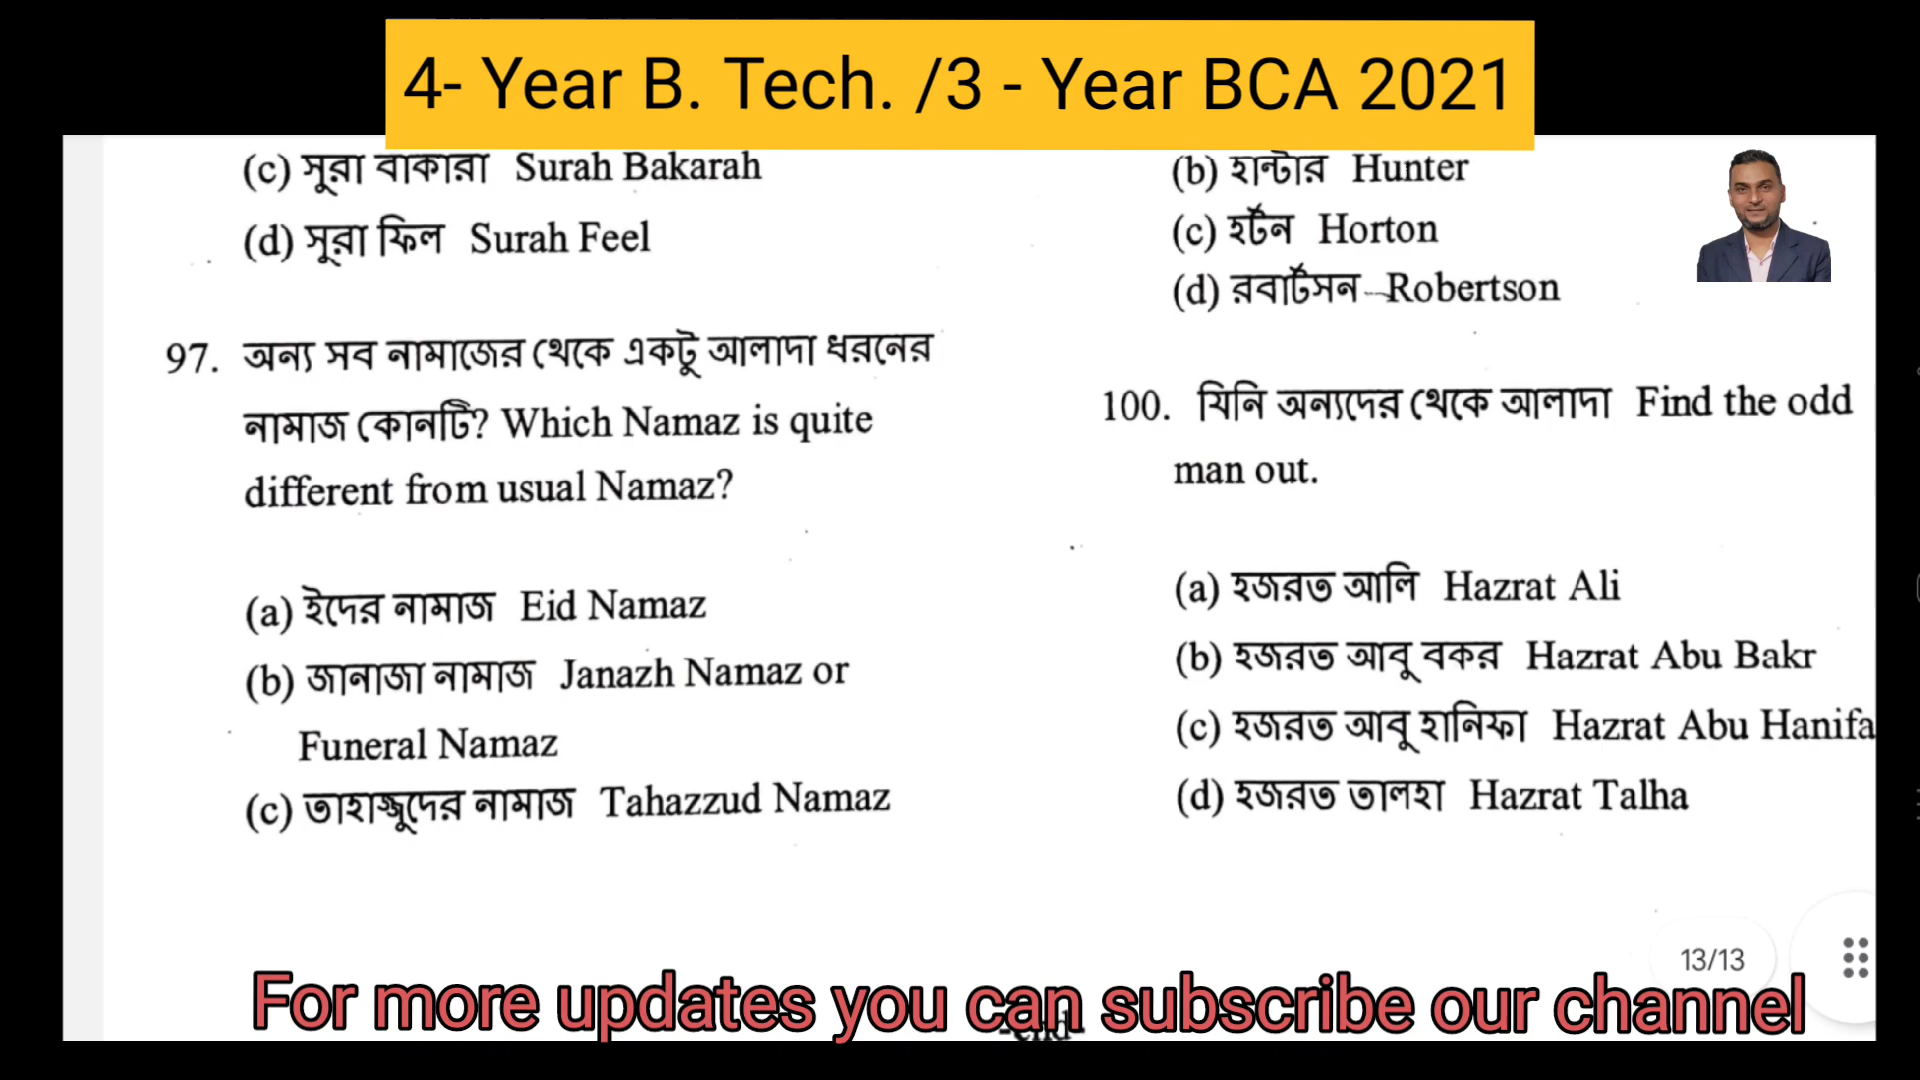 4- Year B. Tech. /3 - Year BCA 2021
(c) সূরা বাকারা Surah Bakarah
(d) সূরা ফিল Surah Feel
97. অন্য সব নামাজের থেকে একটু আলাদা ধরনের
নামাজ কোনটি? Which Namaz is quite
different from usual Namaz?
(a) ইদের নামাজ Eid Namaz
(b) জানাজা নামাজ Janazh Namaz or
Funeral Namaz
(c) তাহাজ্জুদের নামাজ Tahazzud Namaz
(b) হান্টার Hunter
(c) হর্টন Horton
(d) রবার্টসন Robertson
100. যিনি অন্যদের থেকে আলাদা Find the odd
man out.
(a) হজরত আলি Hazrat Ali
(b) হজরত আবু বকর Hazrat Abu Bakr
(c) হজরত আবু হানিফা Hazrat Abu Hanifa
(d) হজরত তালহা Hazrat Talha
13/13
For more updates you can subscribe our channel
-end-